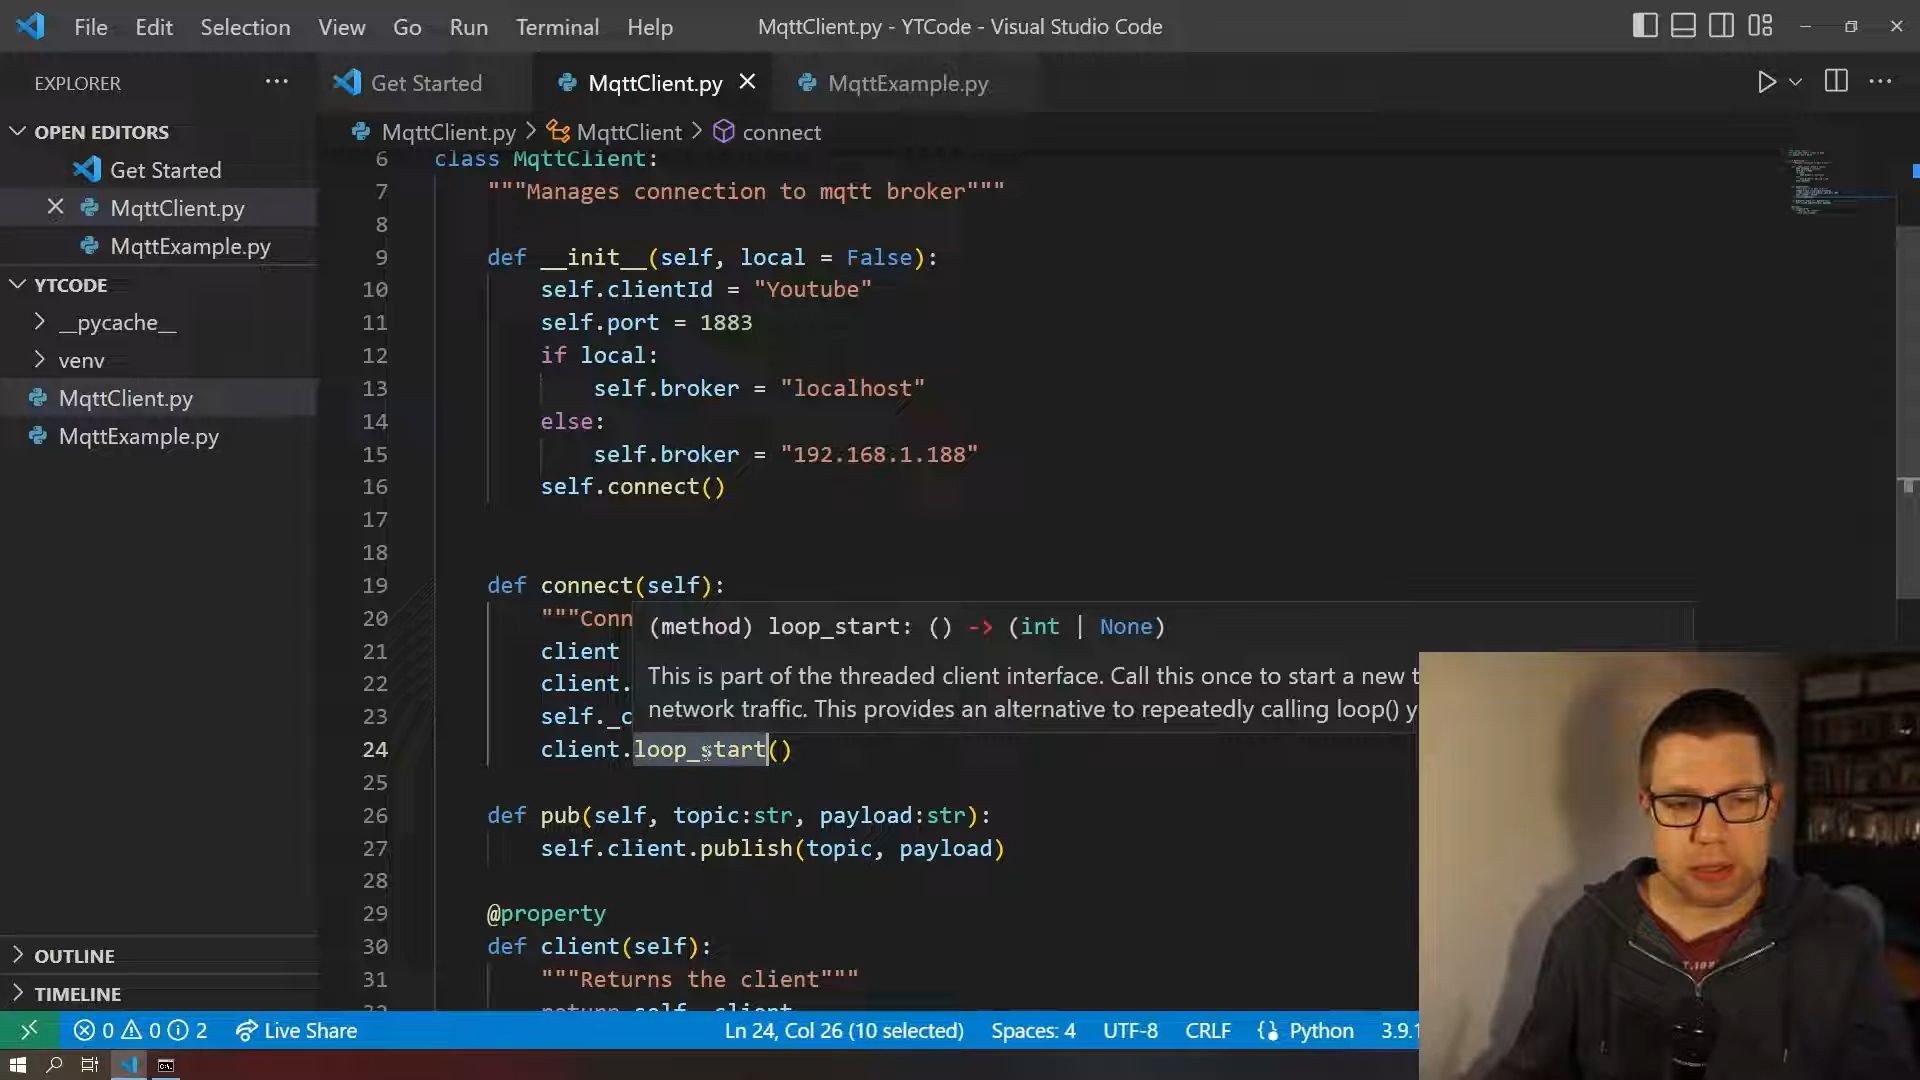 File Edit Selection View Go Run Terminal Help
MqttClient.py - YTCode - Visual Studio Code
EXPLORER
OPEN EDITORS
Get Started
MqttClient.py
MqttExample.py
YTCODE
__pycache__
venv
MqttClient.py
MqttExample.py
OUTLINE
TIMELINE
Get Started MqttClient.py MqttExample.py
MqttClient.py > MqttClient > connect
6 class MqttClient:
7 """Manages connection to mqtt broker"""
8
9 def __init__(self, local = False):
10 self.clientId = "Youtube"
11 self.port = 1883
12 if local:
13 self.broker = "localhost"
14 else:
15 self.broker = "192.168.1.188"
16 self.connect()
17
18
19 def connect(self):
20 """Conn
21 client
22 client.
23 self._c
24 client.loop_start()
(method) loop_start: () -> (int | None)
This is part of the threaded client interface. Call this once to start a new t
network traffic. This provides an alternative to repeatedly calling loop() y
25
26 def pub(self, topic:str, payload:str):
27 self.client.publish(topic, payload)
28
29 @property
30 def client(self):
31 """Returns the client"""
0 0 2 Live Share Ln 24, Col 26 (10 selected) Spaces: 4 UTF-8 CRLF Python 3.9.1